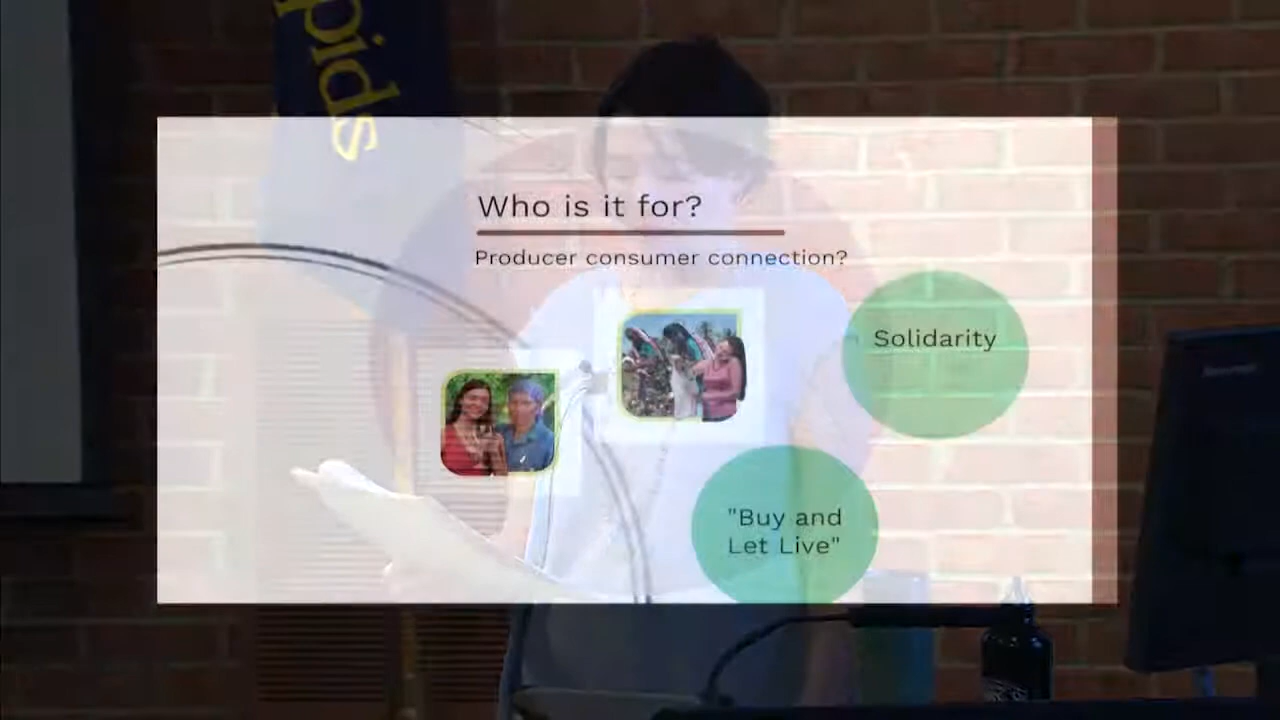 pids
Who is it for?
Producer consumer connection?
Solidarity
"Buy and
Let Live"